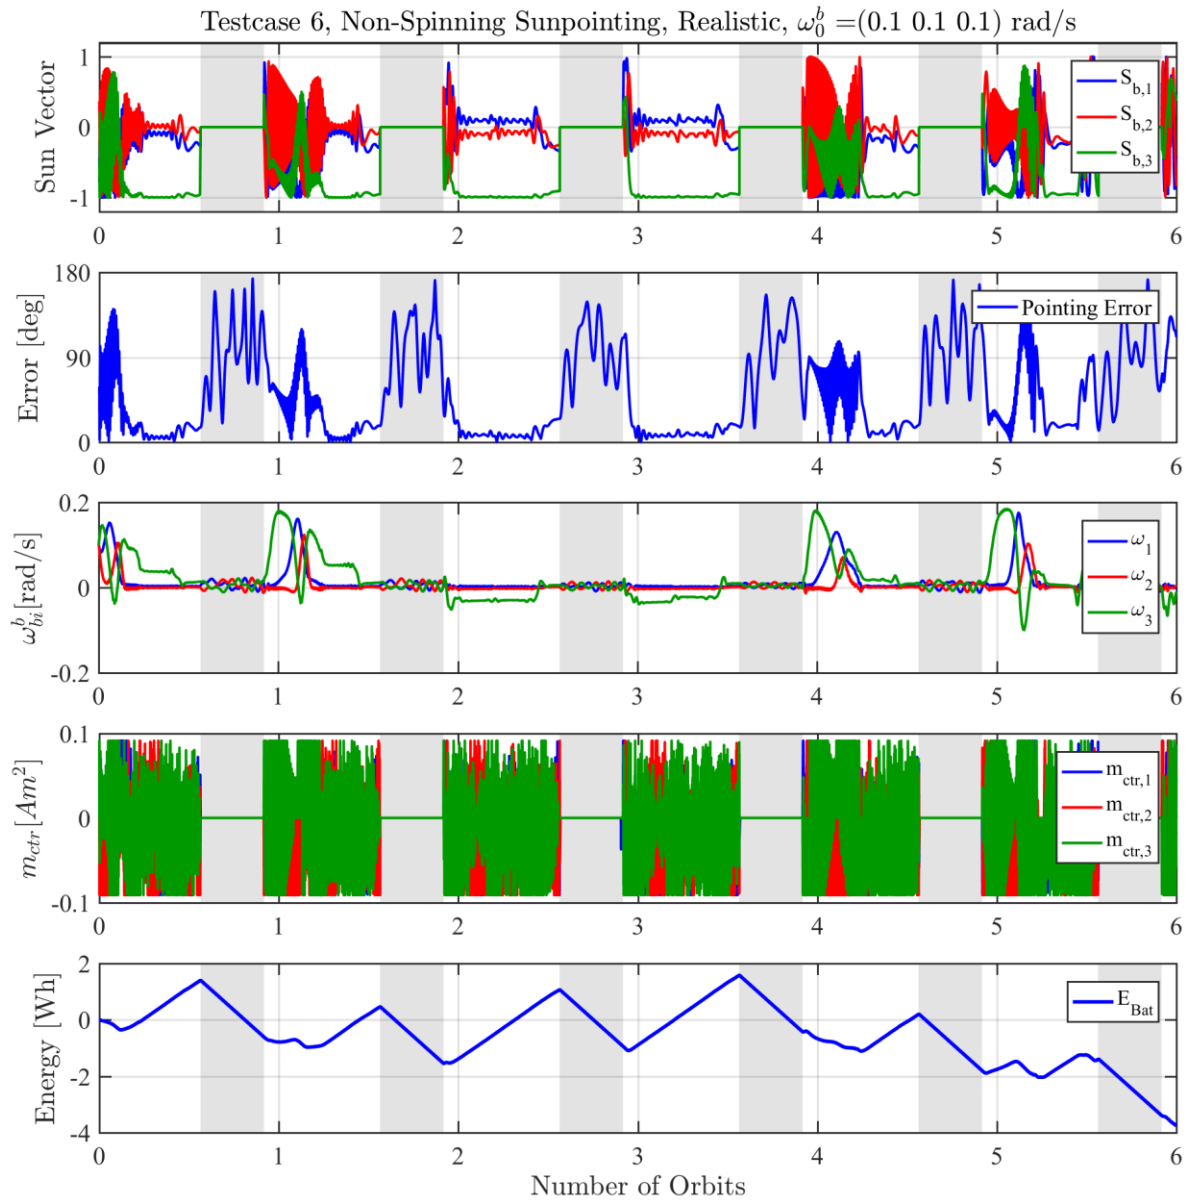 Testcase 6, Non-Spinning Sunpointing, Realistic, ω₀ᵇ =(0.1 0.1 0.1) rad/s
Sun Vector
1
0
-1
S_b,1
S_b,2
S_b,3
0 1 2 3 4 5 6
Error [deg]
180
90
0
Pointing Error
0 1 2 3 4 5 6
ω_bi^b[rad/s]
0.2
0
-0.2
ω_1
ω_2
ω_3
0 1 2 3 4 5 6
m_ctr[Am²]
0.1
0
-0.1
m_ctr,1
m_ctr,2
m_ctr,3
0 1 2 3 4 5 6
Energy [Wh]
2
0
-2
-4
E_Bat
0 1 2 3 4 5 6
Number of Orbits